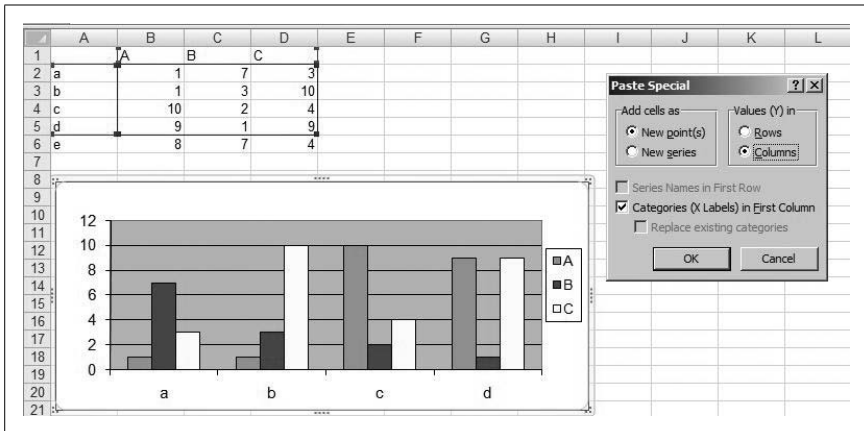 A B C D E F G H I J K L
1 A B C
2 a 1 7 3
3 b 1 3 10
4 c 10 2 4
5 d 9 1 9
6 e 8 7 4
7
8
9
10
11
12
13
14
15
16
17
18
19
20
21
Paste Special
Add cells as
New point(s)
New series
Values (Y) in
Rows
Columns
Series Names in First Row
Categories (X Labels) in First Column
Replace existing categories
OK Cancel
12
10
8
6
4
2
0
a b c d
A
B
C